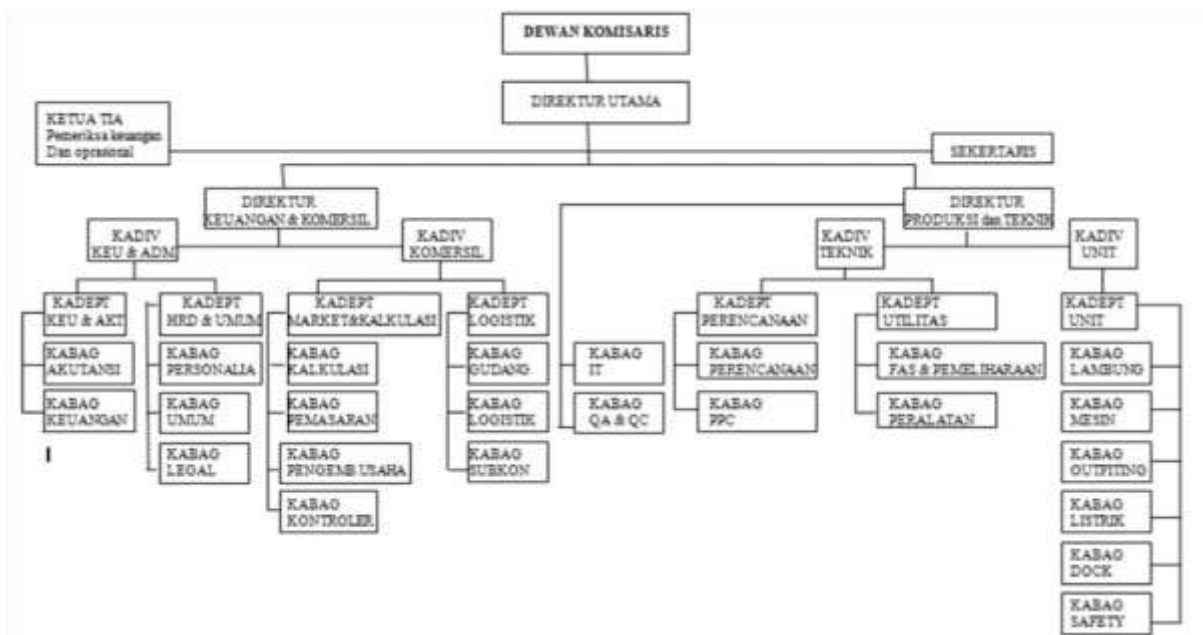 DEWAN KOMISARIS
DIREKTUR UTAMA
KETUA TIA
Pemeriksa keuangan
Dan oprasional
SEKERTARIS
DIREKTUR
KEUANGAN & KOMERSIL
DIREKTUR
PRODUKSI dan TEKNIK
KADIV
KEU & ADM
KADIV
KOMERSIL
KADIV
TEKNIK
KADIV
UNIT
KADEPT
KEU & AKT
KADEPT
HRD & UMUM
KADEPT
MARKET&KALKULASI
KADEPT
LOGISTIK
KADEPT
PERENCANAAN
KADEPT
UTILITAS
KADEPT
UNIT
KABAG
AKUTANSI
KABAG
PERSONALIA
KABAG
KALKULASI
KABAG
GUDANG
KABAG
IT
KABAG
PERENCANAAN
KABAG
FAS & PEMELIHARAAN
KABAG
LAMBUNG
KABAG
KEUANGAN
KABAG
UMUM
KABAG
PEMASARAN
KABAG
LOGISTIK
KABAG
QA & QC
KABAG
PPC
KABAG
PERALATAN
KABAG
MESIN
KABAG
LEGAL
KABAG
PENGEMB USAHA
KABAG
SUBKON
KABAG
OUTFITING
KABAG
KONTROLER
KABAG
LISTRIK
KABAG
DOCK
KABAG
SAFETY